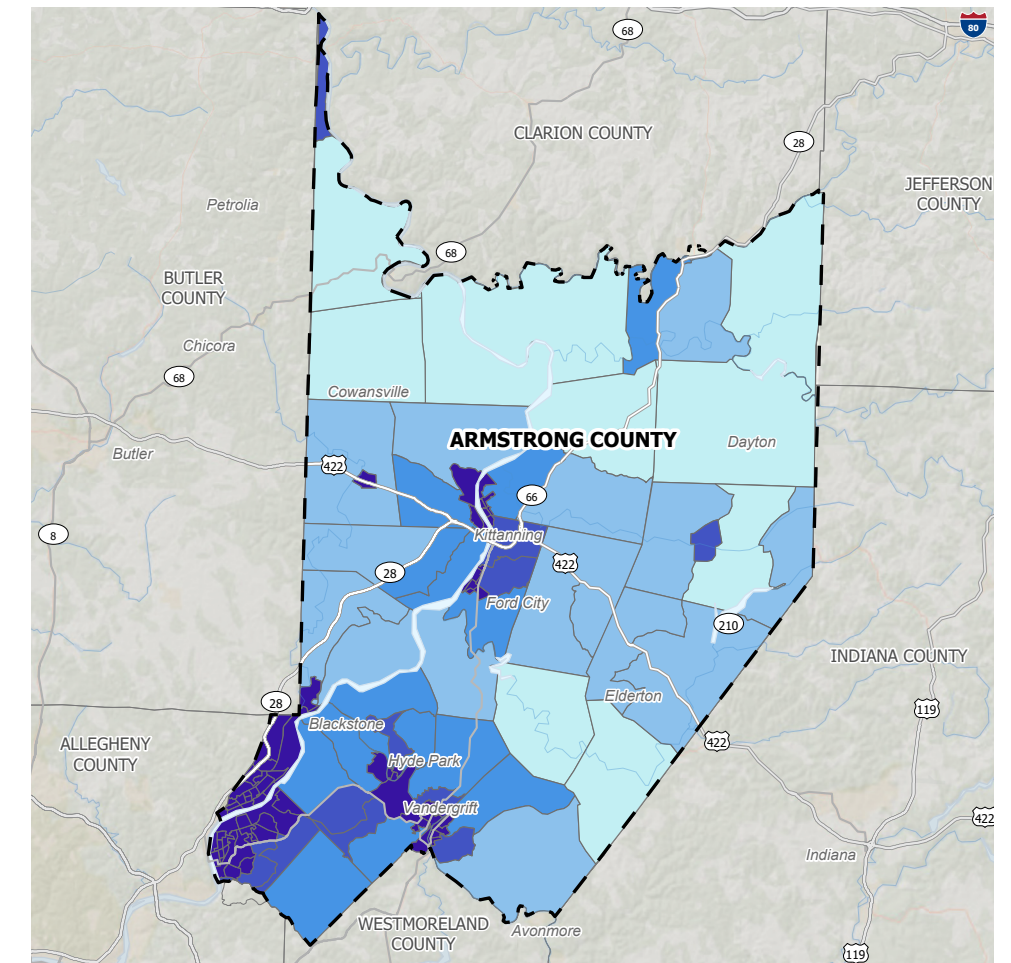 80
68
CLARION COUNTY
28
JEFFERSON
COUNTY
Petrolia
68
BUTLER
COUNTY
Chicora
68
Cowansville
ARMSTRONG COUNTY
Dayton
Butler
422
66
8
Kittanning
422
28
Ford City
210
INDIANA COUNTY
Elderton
28
119
Blackstone
422
ALLEGHENY
COUNTY
Hyde Park
Vandergrift
422
Indiana
WESTMORELAND
COUNTY
Avonmore
119